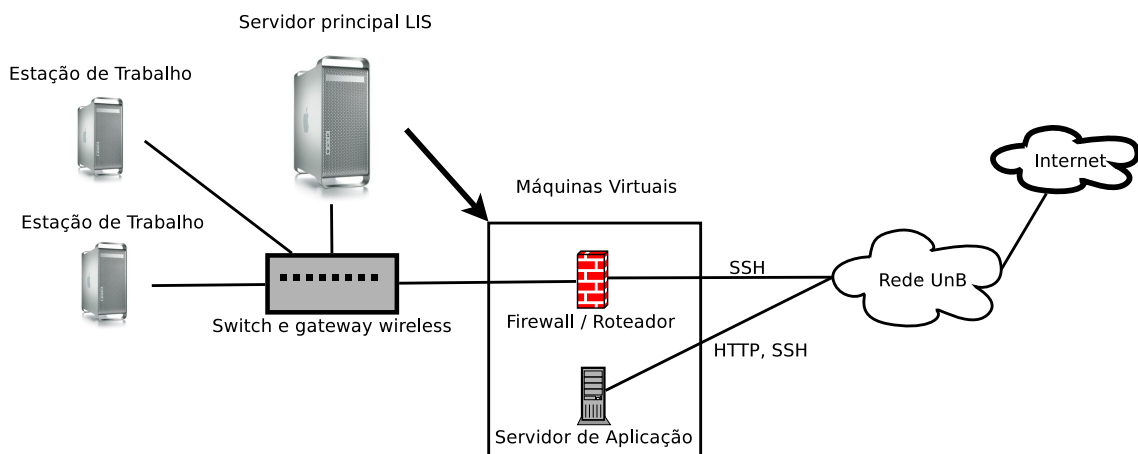 Servidor principal LIS
Estação de Trabalho
Estação de Trabalho
Switch e gateway wireless
Máquinas Virtuais
Firewall / Roteador
Servidor de Aplicação
SSH
HTTP, SSH
Rede UnB
Internet